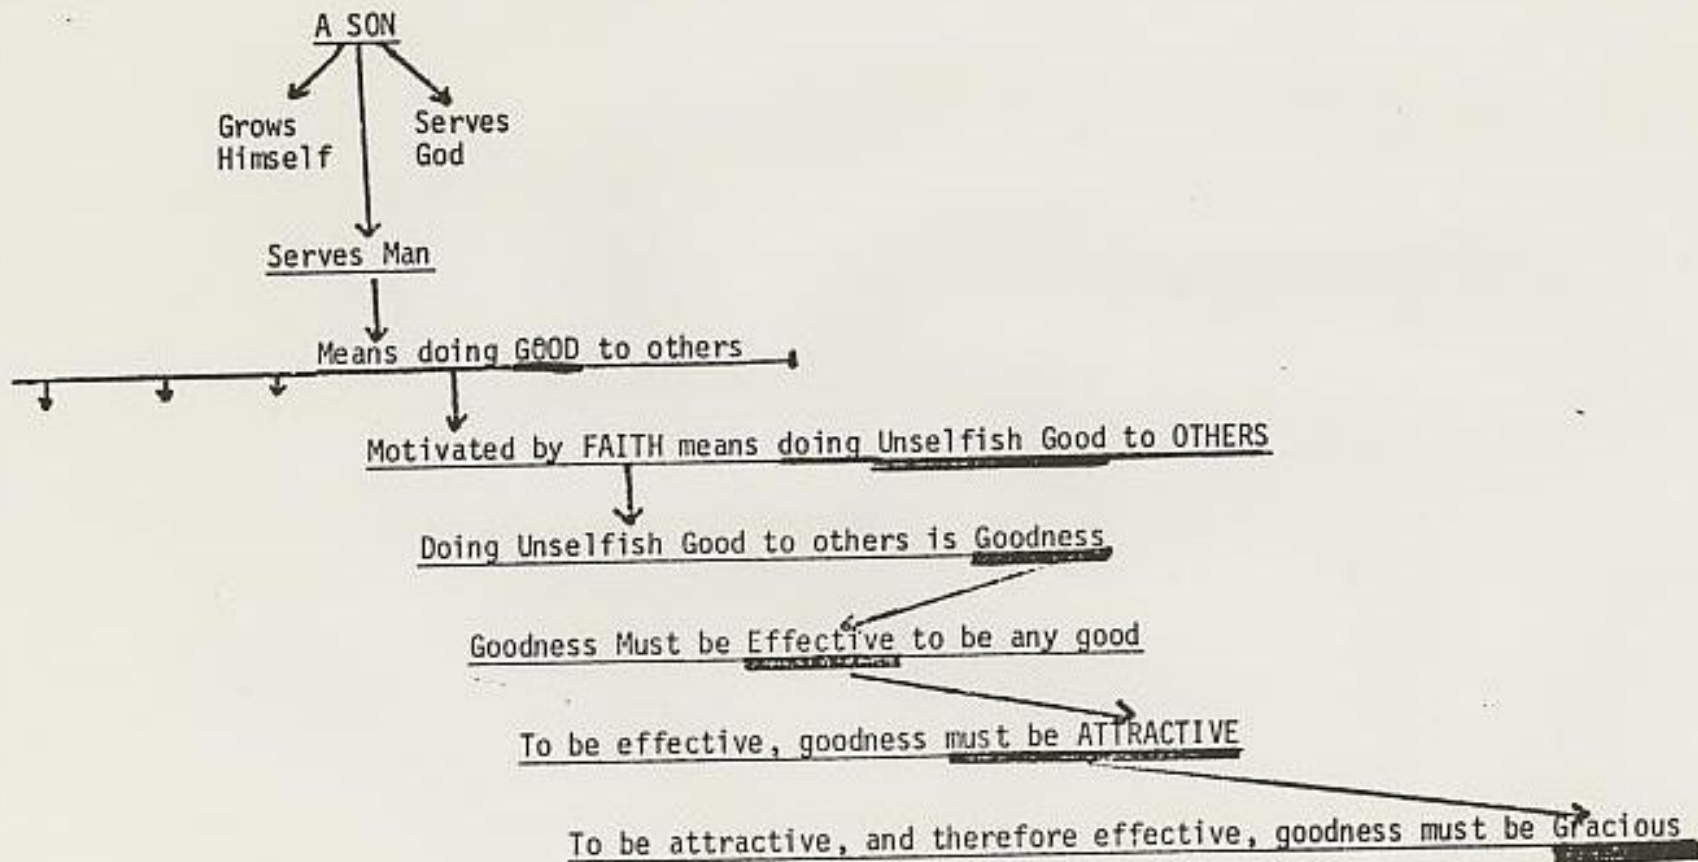 A SON
Grows
Himself
Serves
God
Serves Man
Means doing GOOD to others
Motivated by FAITH means doing Unselfish Good to OTHERS
Doing Unselfish Good to others is Goodness
Goodness Must be Effective to be any good
To be effective, goodness must be ATTRACTIVE
To be attractive, and therefore effective, goodness must be Gracious